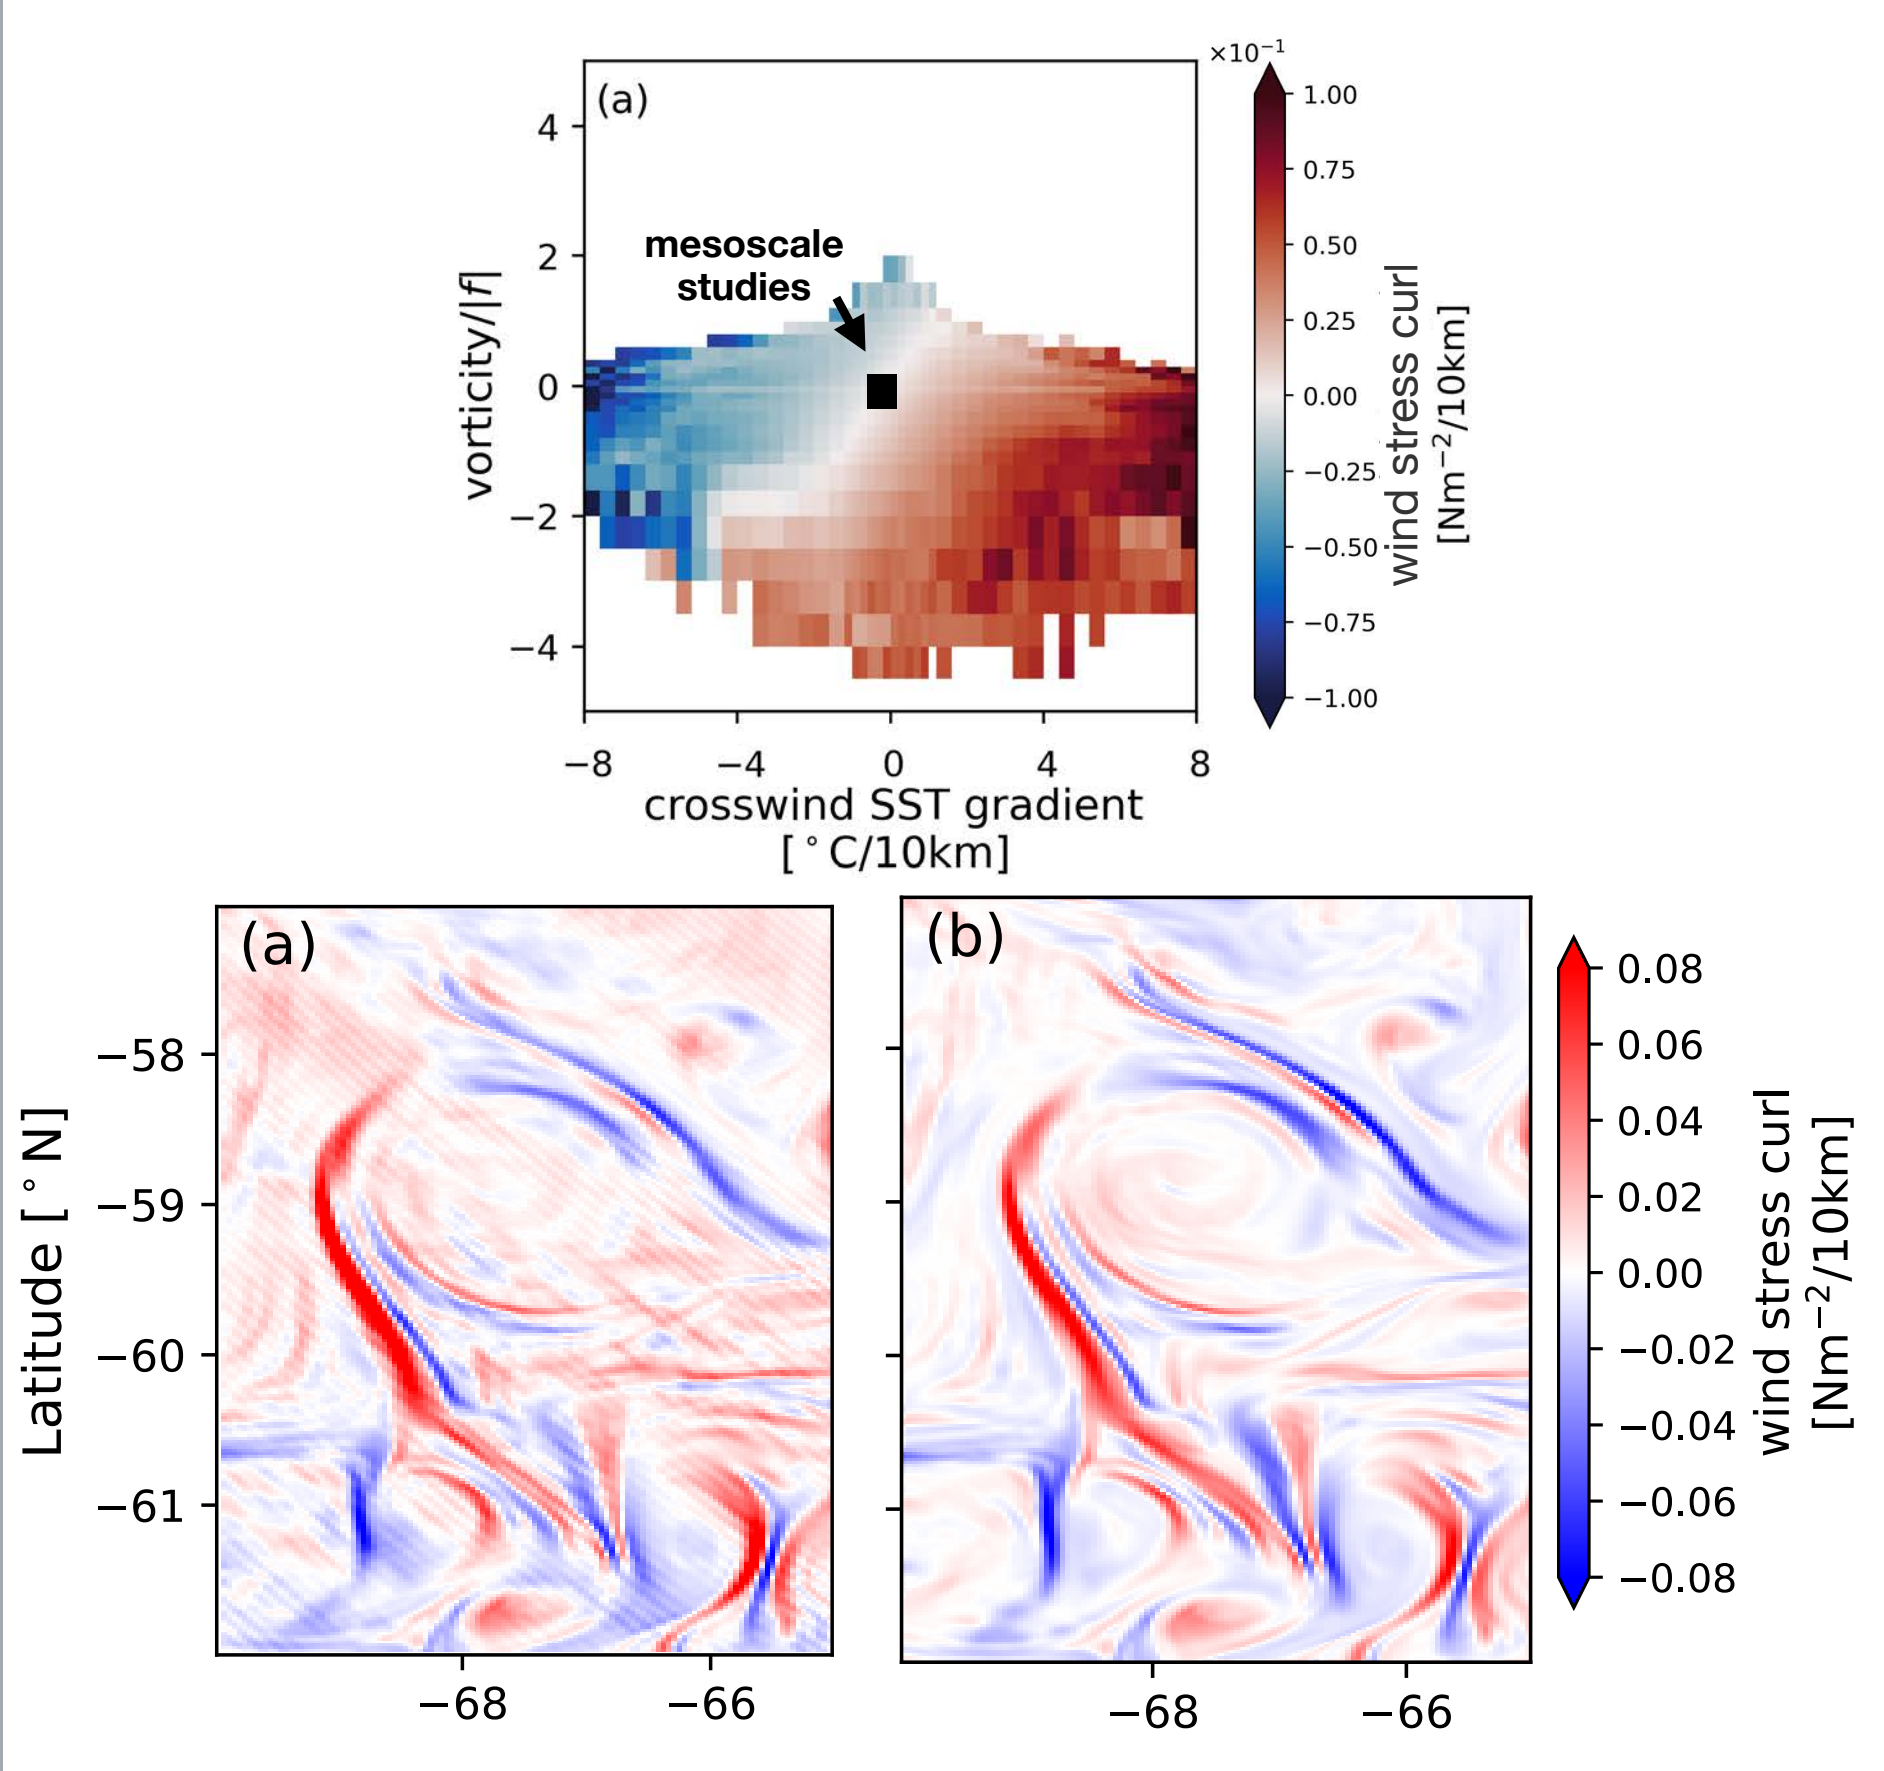 ×10⁻¹
(a)
mesoscale
studies
4
2
0
−2
−4
vorticity/|f|
−8
−4
0
4
8
crosswind SST gradient
[°C/10km]
1.00
0.75
0.50
0.25
0.00
−0.25
−0.50
−0.75
−1.00
wind stress curl
[Nm⁻²/10km]
(a)
−58
−59
−60
−61
Latitude [°N]
−68
−66
(b)
−68
−66
0.08
0.06
0.04
0.02
0.00
−0.02
−0.04
−0.06
−0.08
wind stress curl
[Nm⁻²/10km]